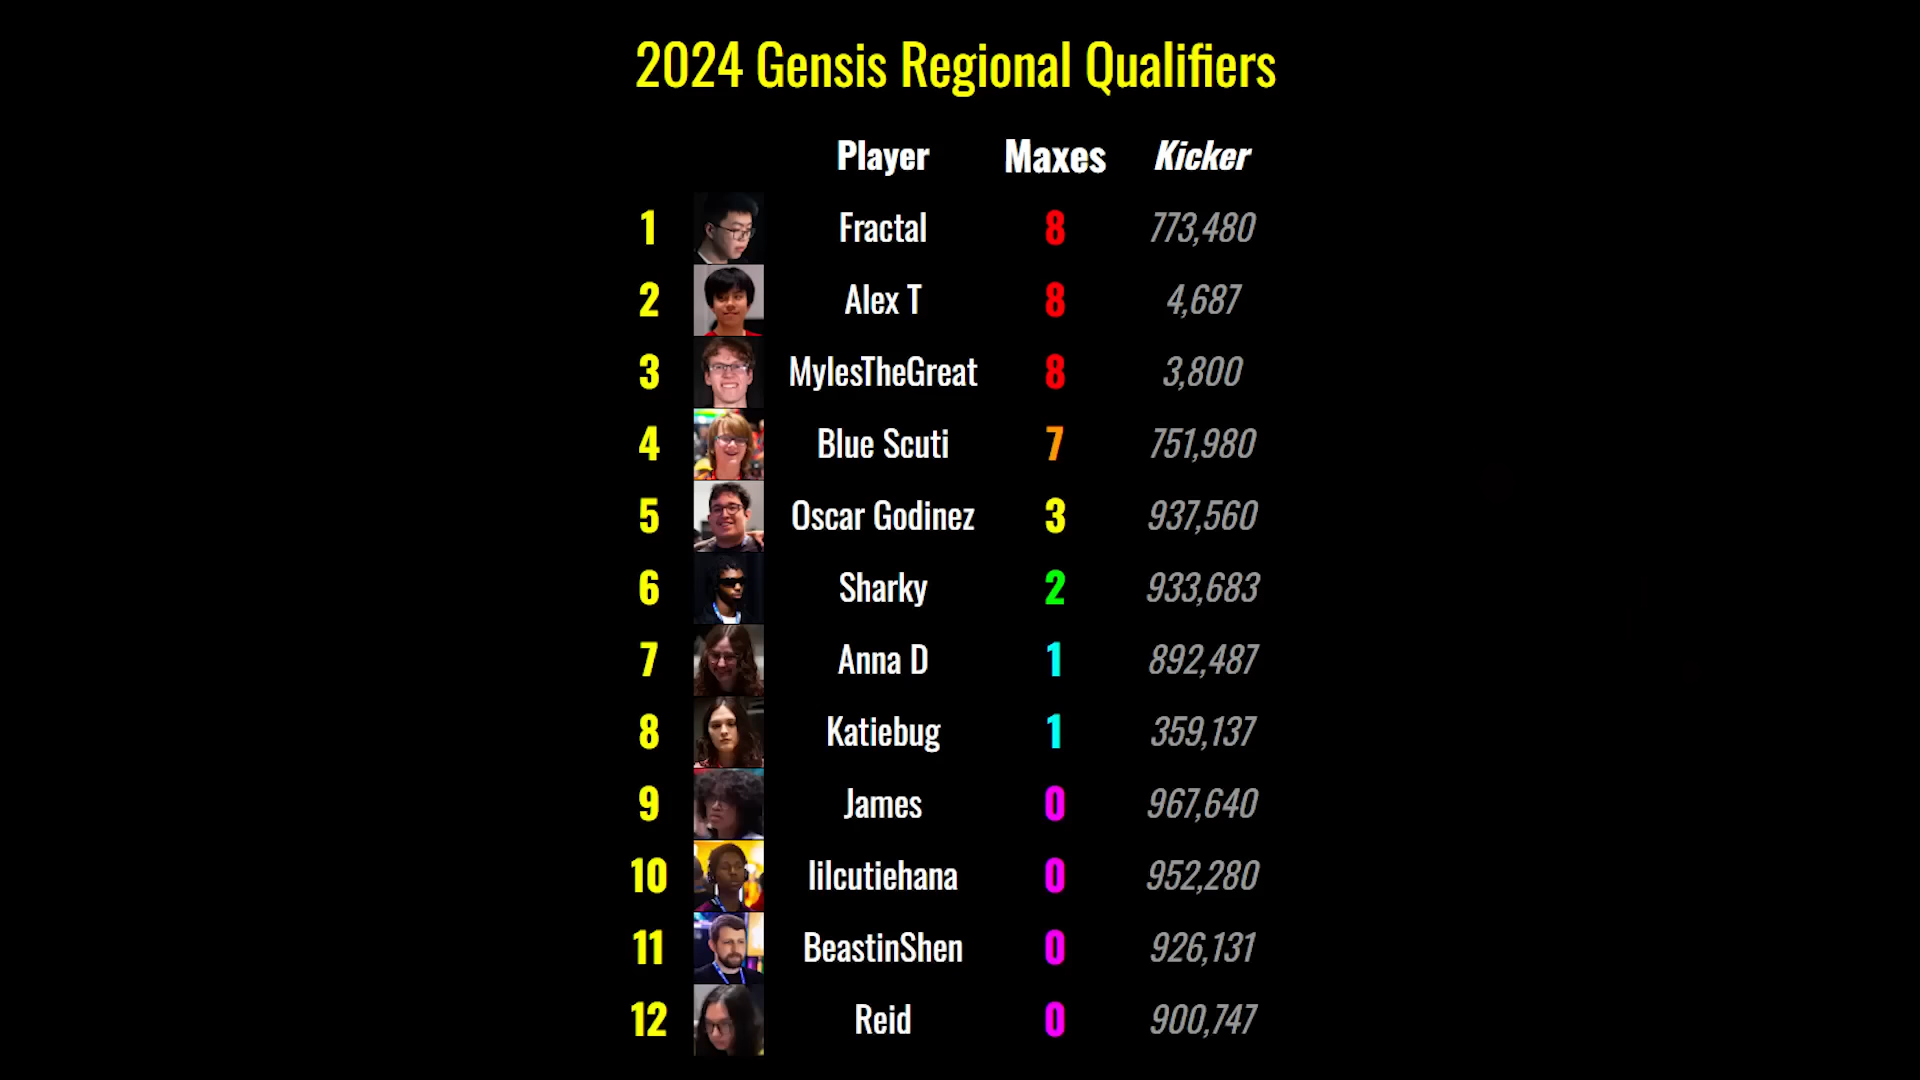 2024 Gensis Regional Qualifiers
Player Maxes Kicker
1 Fractal 8 773,480
2 Alex T 8 4,687
3 MylesTheGreat 8 3,800
4 Blue Scuti 7 751,980
5 Oscar Godinez 3 937,560
6 Sharky 2 933,683
7 Anna D 1 892,487
8 Katiebug 1 359,137
9 James 0 967,640
10 lilcutiehana 0 952,280
11 BeastinShen 0 926,131
12 Reid 0 900,747